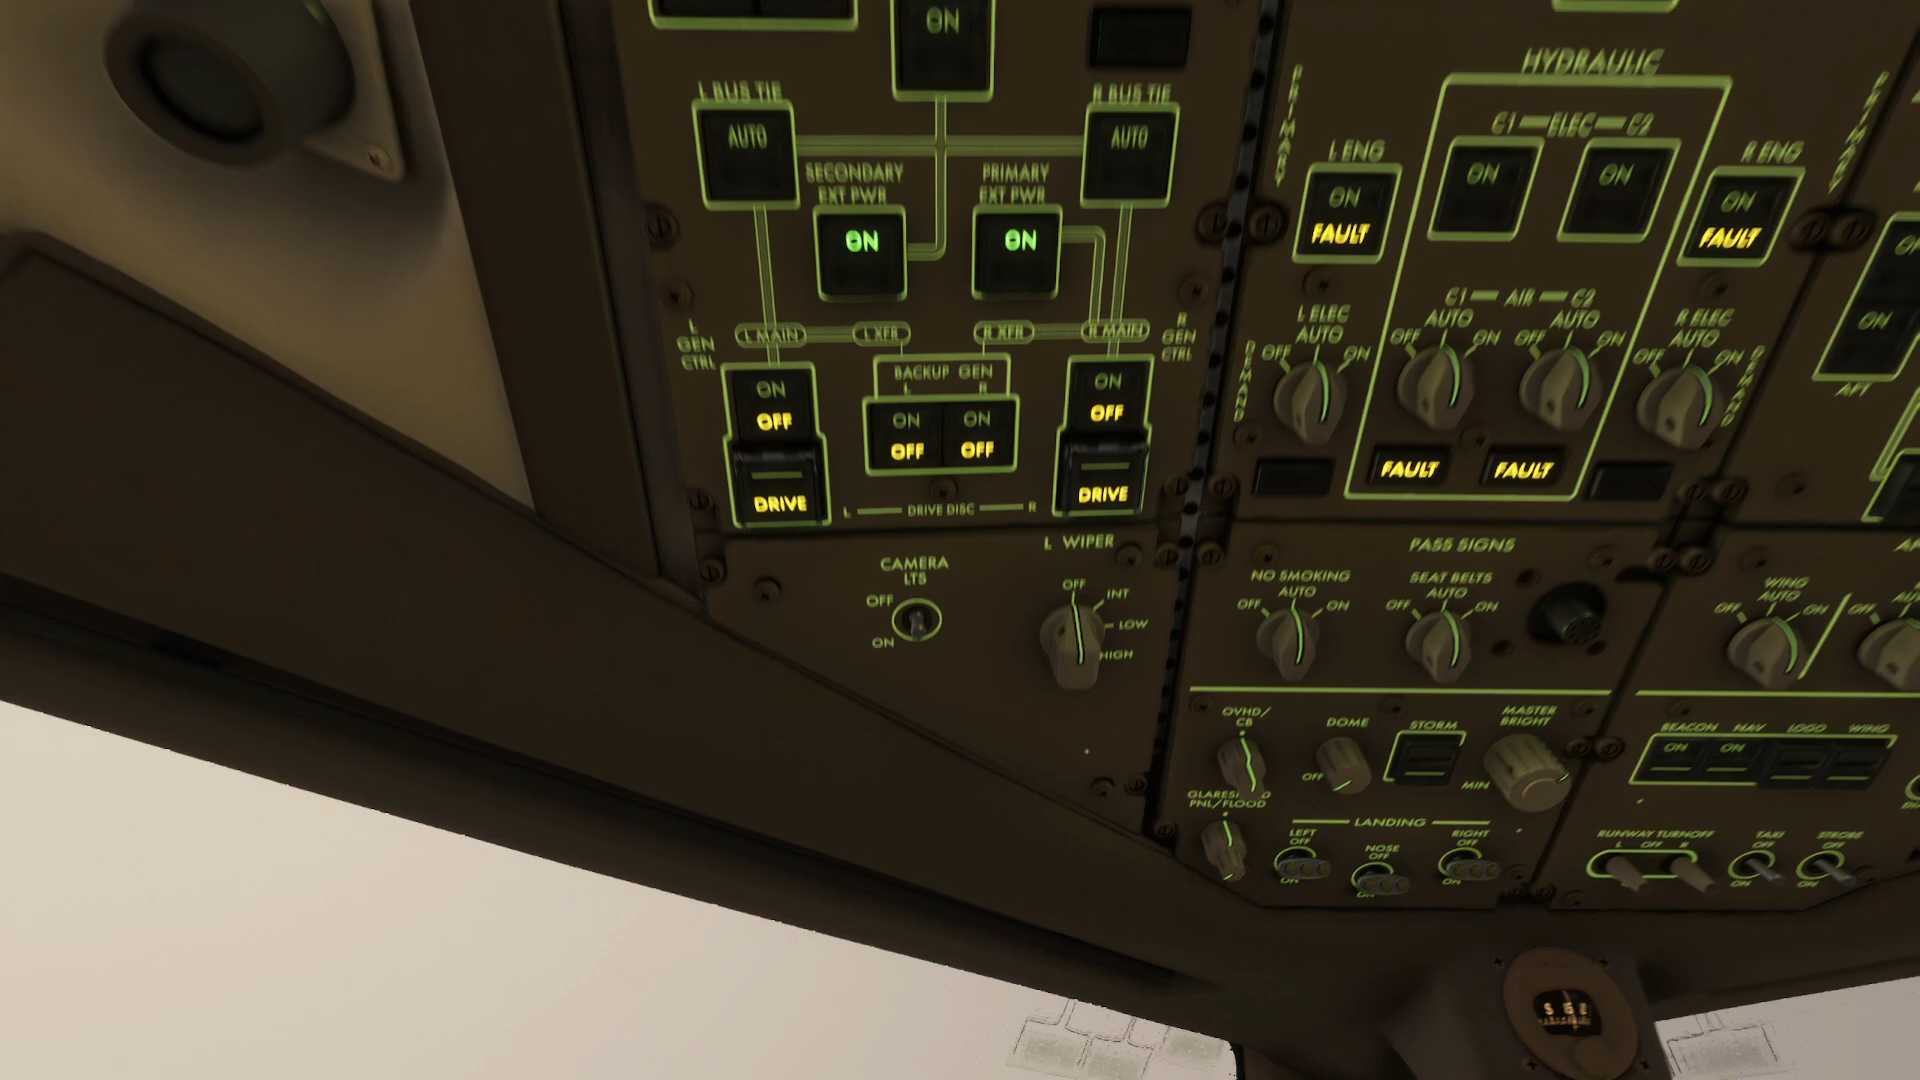 ON
L BUS TIE
AUTO
R BUS TIE
AUTO
SECONDARY
EXT PWR
ON
PRIMARY
EXT PWR
ON
L
GEN
CTRL
L MAIN
L XFR
R XFR
R MAIN
R
GEN
CTRL
ON
OFF
DRIVE
BACKUP GEN
L R
ON ON
OFF OFF
ON
OFF
DRIVE
L DRIVE DISC R
HYDRAULIC
PRIMARY
PRIMARY
C1 ELEC C2
ON ON
L ENG
ON
FAULT
R ENG
ON
FAULT
C1 AIR C2
L ELEC
AUTO
OFF ON
AUTO
OFF ON
AUTO
OFF ON
R ELEC
AUTO
OFF ON
DEMAND
DEMAND
FAULT FAULT
ON
AFT
CAMERA
LTS
OFF
ON
L WIPER
OFF
INT
LOW
HIGH
PASS SIGNS
NO SMOKING
AUTO
OFF ON
SEAT BELTS
AUTO
OFF ON
WING
AUTO
OFF ON
OFF
OVHD/
CB
DOME
OFF
STORM
MASTER
BRIGHT
MIN
PNL/FLOOD
LANDING
LEFT
OFF
ON
NOSE
OFF
ON
RIGHT
OFF
ON
BEACON NAV LOGO WING
ON ON
RUNWAY TURNOFF
L OFF R
TAXI
OFF
ON
STROBE
OFF
ON